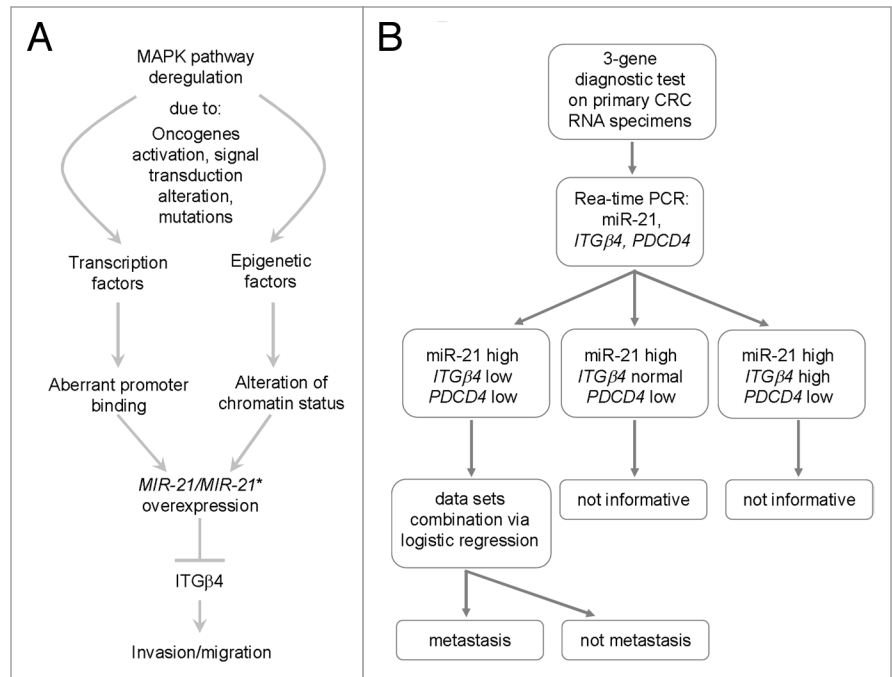 A
MAPK pathway
deregulation
due to:
Oncogenes
activation, signal
transduction
alteration,
mutations
Transcription
factors
Epigenetic
factors
Aberrant promoter
binding
Alteration of
chromatin status
MIR-21/MIR-21*
overexpression
ITGβ4
Invasion/migration
B
3-gene
diagnostic test
on primary CRC
RNA specimens
Rea-time PCR:
miR-21,
ITGβ4, PDCD4
miR-21 high
ITGβ4 low
PDCD4 low
miR-21 high
ITGβ4 normal
PDCD4 low
miR-21 high
ITGβ4 high
PDCD4 low
data sets
combination via
logistic regression
not informative
not informative
metastasis
not metastasis